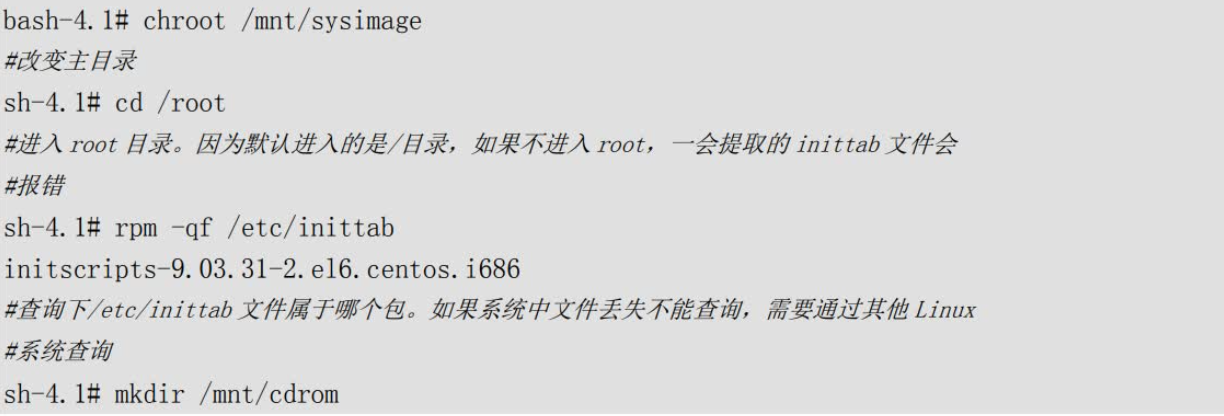 bash-4.1# chroot /mnt/sysimage
#改变主目录
sh-4.1# cd /root
#进入 root 目录。因为默认进入的是/目录，如果不进入 root，一会提取的 inittab 文件会
#报错
sh-4.1# rpm -qf /etc/inittab
initscripts-9.03.31-2.el6.centos.i686
#查询下/etc/inittab 文件属于哪个包。如果系统中文件丢失不能查询，需要通过其他 Linux
#系统查询
sh-4.1# mkdir /mnt/cdrom